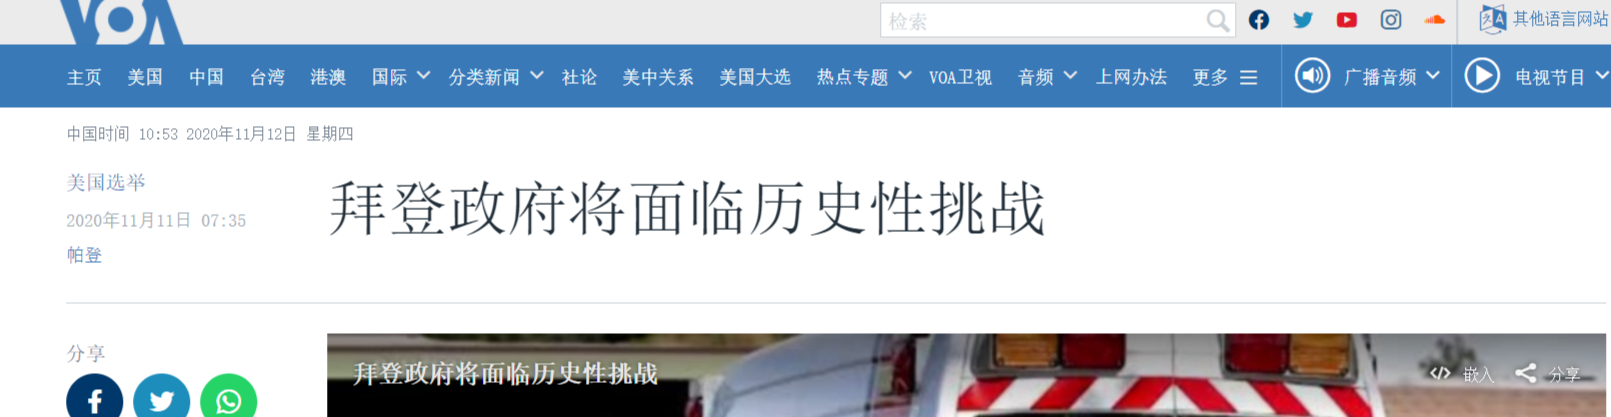 VOA
检索
其他语言网站
主页 美国 中国 台湾 港澳 国际 分类新闻 社论 美中关系 美国大选 热点专题 VOA卫视 音频 上网办法 更多 广播音频 电视节目
中国时间 10:53 2020年11月12日 星期四
美国选举
2020年11月11日 07:35
帕登
拜登政府将面临历史性挑战
分享
拜登政府将面临历史性挑战
嵌入 分享